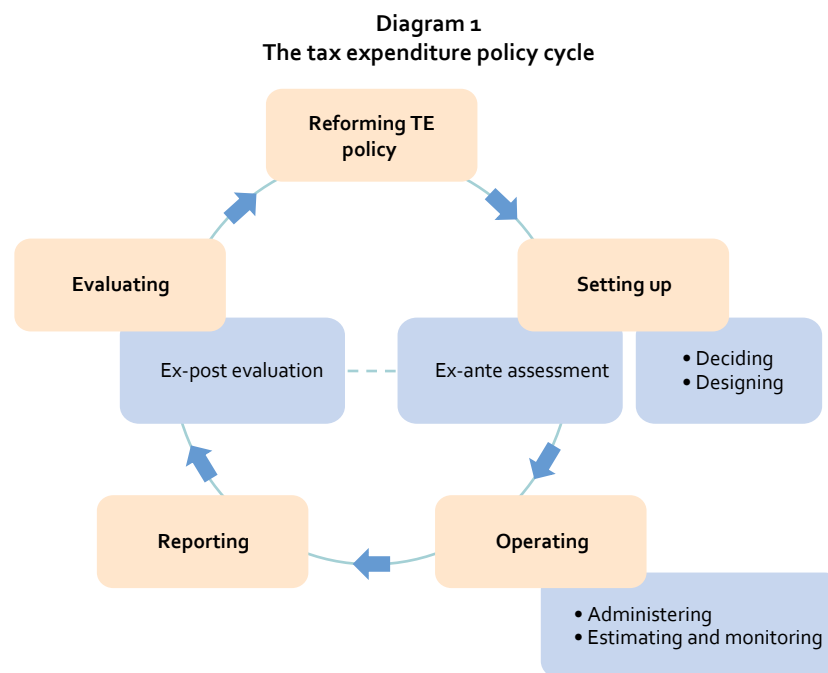 Diagram 1
The tax expenditure policy cycle
Reforming TE
policy
Evaluating
Setting up
Ex-post evaluation
Ex-ante assessment
• Deciding
• Designing
Reporting
Operating
• Administering
• Estimating and monitoring